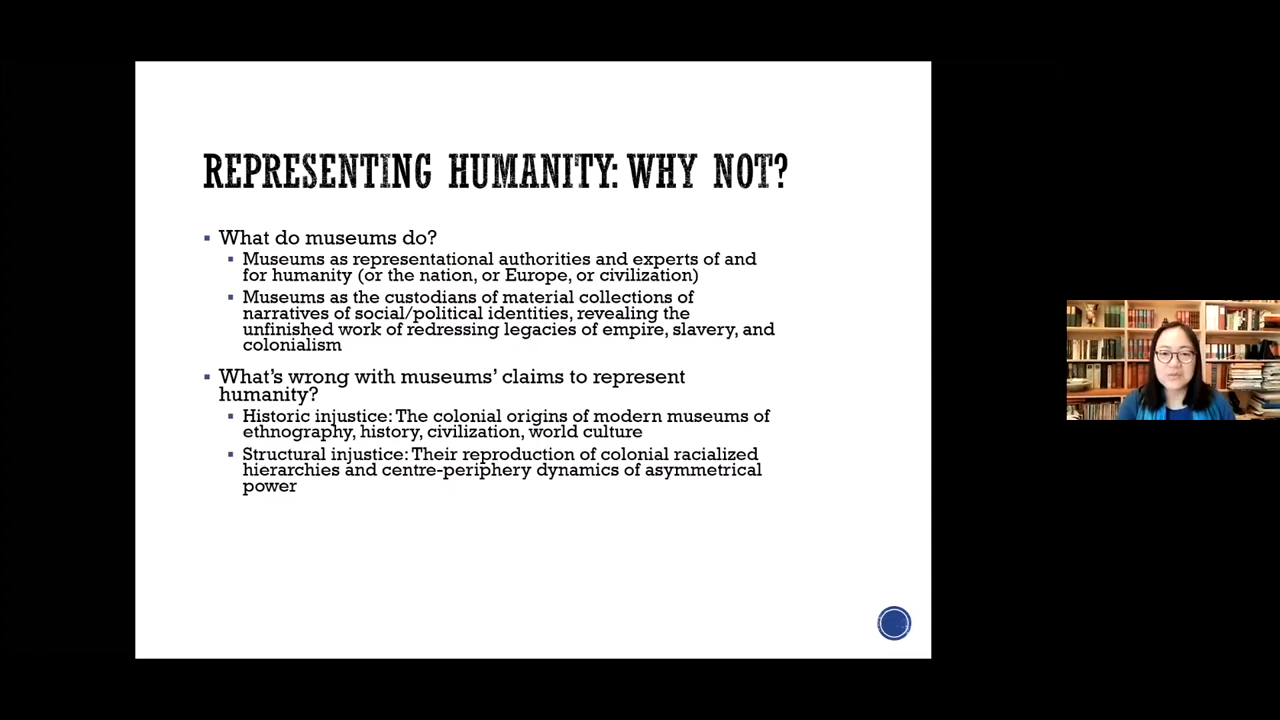 REPRESENTING HUMANITY: WHY NOT?
▪ What do museums do?
▪ Museums as representational authorities and experts of and
for humanity (or the nation, or Europe, or civilization)
▪ Museums as the custodians of material collections of
narratives of social/political identities, revealing the
unfinished work of redressing legacies of empire, slavery, and
colonialism
▪ What's wrong with museums' claims to represent
humanity?
▪ Historic injustice: The colonial origins of modern museums of
ethnography, history, civilization, world culture
▪ Structural injustice: Their reproduction of colonial racialized
hierarchies and centre-periphery dynamics of asymmetrical
power